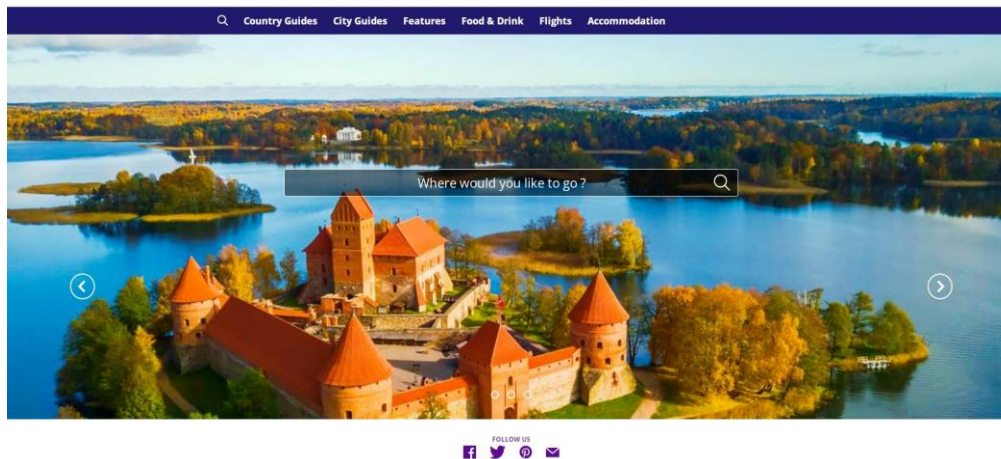 Country Guides City Guides Features Food & Drink Flights Accommodation
Where would you like to go ?
FOLLOW US